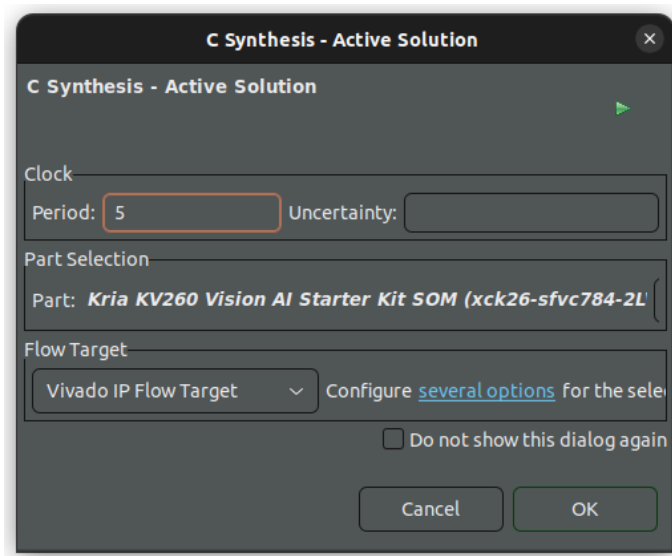 C Synthesis - Active Solution
C Synthesis - Active Solution
Clock
Period: 5 Uncertainty:
Part Selection
Part: Kria KV260 Vision AI Starter Kit SOM (xck26-sfvc784-2L
Flow Target
Vivado IP Flow Target Configure several options for the sele
Do not show this dialog again
Cancel OK